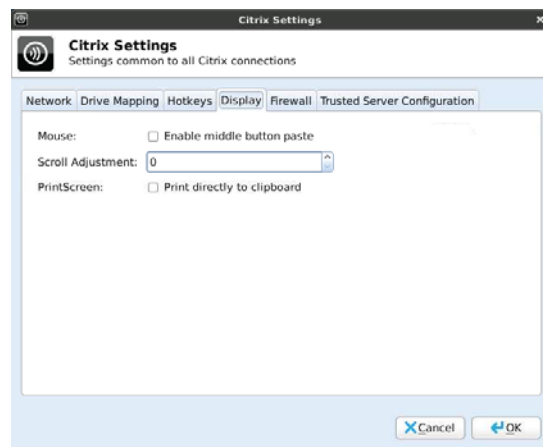 Citrix Settings
Citrix Settings
Settings common to all Citrix connections
Network Drive Mapping Hotkeys Display Firewall Trusted Server Configuration
Mouse: Enable middle button paste
Scroll Adjustment: 0
PrintScreen: Print directly to clipboard
Cancel OK